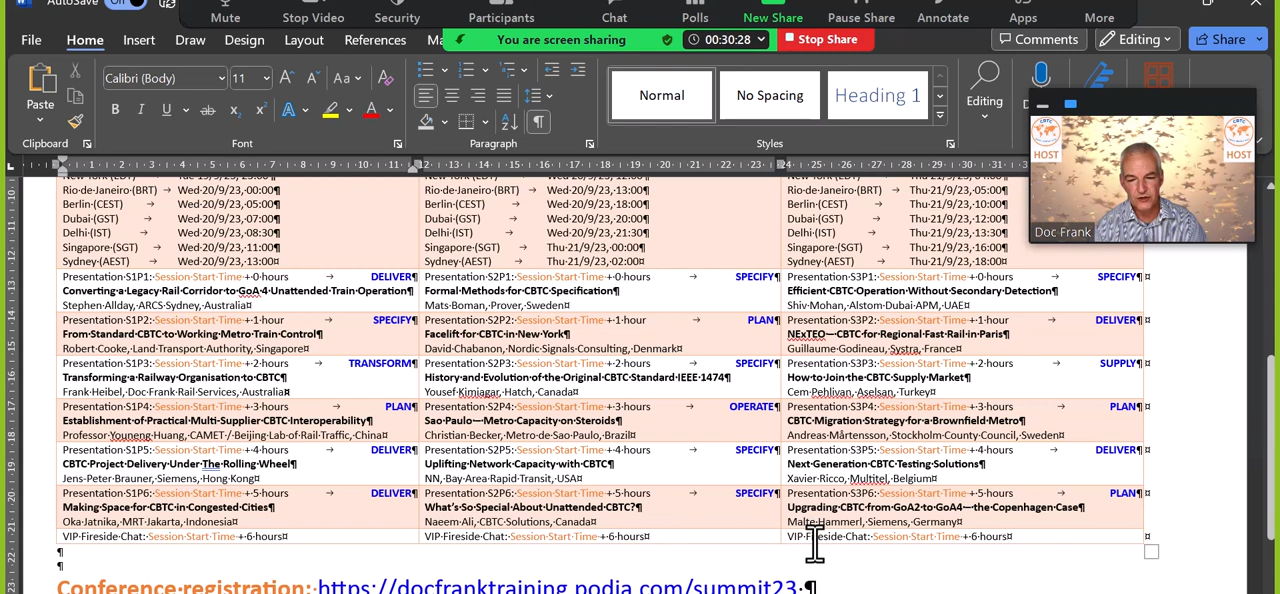 AutoSave On
Mute Stop Video Security Participants Chat Polls New Share Pause Share Annotate Apps More
File Home Insert Draw Design Layout References Ma You are screen sharing 00:30:28 Stop Share Comments Editing Share
Calibri (Body) 11 Aa
Paste
Normal No Spacing Heading 1
Editing
Clipboard Font Paragraph Styles
CBTC HOST CBTC HOST
Doc Frank
Rio·de·Janeiro·(BRT) → Wed·20/9/23,·00:00¶ Rio·de·Janeiro·(BRT) → Wed·20/9/23,·13:00¶ Rio·de·Janeiro·(BRT) → Thu·21/9/23,·05:00¶
Berlin·(CEST) → Wed·20/9/23,·05:00¶ Berlin·(CEST) → Wed·20/9/23,·18:00¶ Berlin·(CEST) → Thu·21/9/23,·10:00¶
Dubai·(GST) → Wed·20/9/23,·07:00¶ Dubai·(GST) → Wed·20/9/23,·20:00¶ Dubai·(GST) → Thu·21/9/23,·12:00¶
Delhi·(IST) → Wed·20/9/23,·08:30¶ Delhi·(IST) → Wed·20/9/23,·21:30¶ Delhi·(IST) → Thu·21/9/23,·13:30¶
Singapore·(SGT) → Wed·20/9/23,·11:00¶ Singapore·(SGT) → Thu·21/9/23,·00:00¶ Singapore·(SGT) → Thu·21/9/23,·16:00¶
Sydney·(AEST) → Wed·20/9/23,·13:00¶ Sydney·(AEST) → Thu·21/9/23,·02:00¶ Sydney·(AEST) → Thu·21/9/23,·18:00¶
Presentation·S1P1:·Session·Start·Time·+·0·hours → DELIVER¶ Presentation·S2P1:·Session·Start·Time·+·0·hours → SPECIFY¶ Presentation·S3P1:·Session·Start·Time·+·0·hours → SPECIFY¶
Converting·a·Legacy·Rail·Corridor·to·GoA·4·Unattended·Train·Operation¶ Formal·Methods·for·CBTC·Specification¶ Efficient·CBTC·Operation·Without·Secondary·Detection¶
Stephen·Allday,·ARCS·Sydney,·Australia¤ Mats·Boman,·Prover,·Sweden¤ Shiv·Mohan,·Alstom·Dubai·APM,·UAE¤
Presentation·S1P2:·Session·Start·Time·+·1·hour → SPECIFY¶ Presentation·S2P2:·Session·Start·Time·+·1·hour → PLAN¶ Presentation·S3P2:·Session·Start·Time·+·1·hour → DELIVER¶
From·Standard·CBTC·to·Working·Metro·Train·Control¶ Facelift·for·CBTC·in·New·York¶ NExTEO—·CBTC·for·Regional·Fast·Rail·in·Paris¶
Robert·Cooke,·Land·Transport·Authority,·Singapore¤ David·Chabanon,·Nordic·Signals·Consulting,·Denmark¤ Guillaume·Godineau,·Systra,·France¤
Presentation·S1P3:·Session·Start·Time·+·2·hours → TRANSFORM¶ Presentation·S2P3:·Session·Start·Time·+·2·hours → SPECIFY¶ Presentation·S3P3:·Session·Start·Time·+·2·hours → SUPPLY¶
Transforming·a·Railway·Organisation·to·CBTC¶ History·and·Evolution·of·the·Original·CBTC·Standard·IEEE·1474¶ How·to·Join·the·CBTC·Supply·Market¶
Frank·Heibel,·Doc·Frank·Rail·Services,·Australia¤ Yousef·Kimiagar,·Hatch,·Canada¤ Cem·Pehlivan,·Aselsan,·Turkey¤
Presentation·S1P4:·Session·Start·Time·+·3·hours → PLAN¶ Presentation·S2P4:·Session·Start·Time·+·3·hours → OPERATE¶ Presentation·S3P4:·Session·Start·Time·+·3·hours → PLAN¶
Establishment·of·Practical·Multi-Supplier·CBTC·Interoperability¶ Sao·Paulo—·Metro·Capacity·on·Steroids¶ CBTC·Migration·Strategy·for·a·Brownfield·Metro¶
Professor·Youneng·Huang,·CAMET·/·Beijing·Lab·of·Rail·Traffic,·China¤ Christian·Becker,·Metro·de·Sao·Paulo,·Brazil¤ Andreas·Mårtensson,·Stockholm·County·Council,·Sweden¤
Presentation·S1P5:·Session·Start·Time·+·4·hours → DELIVER¶ Presentation·S2P5:·Session·Start·Time·+·4·hours → SPECIFY¶ Presentation·S3P5:·Session·Start·Time·+·4·hours → DELIVER¶
CBTC·Project·Delivery·Under·The·Rolling·Wheel¶ Uplifting·Network·Capacity·with·CBTC¶ Next·Generation·CBTC·Testing·Solutions¶
Jens-Peter·Brauner,·Siemens,·Hong·Kong¤ NN,·Bay·Area·Rapid·Transit,·USA¤ Xavier·Ricco,·Multitel,·Belgium¤
Presentation·S1P6:·Session·Start·Time·+·5·hours → DELIVER¶ Presentation·S2P6:·Session·Start·Time·+·5·hours → SPECIFY¶ Presentation·S3P6:·Session·Start·Time·+·5·hours → PLAN¶
Making·Space·for·CBTC·in·Congested·Cities¶ What's·So·Special·About·Unattended·CBTC?¶ Upgrading·CBTC·from·GoA2·to·GoA4—·the·Copenhagen·Case¶
Oka·Jatnika,·MRT·Jakarta,·Indonesia¤ Naeem·Ali,·CBTC·Solutions,·Canada¤ Malte·Hammerl,·Siemens,·Germany¤
VIP·Fireside·Chat:·Session·Start·Time·+·6·hours¤ VIP·Fireside·Chat:·Session·Start·Time·+·6·hours¤ VIP·Fireside·Chat:·Session·Start·Time·+·6·hours¤
Conference·registration:·https://docfranktraining.podia.com/summit23·¶